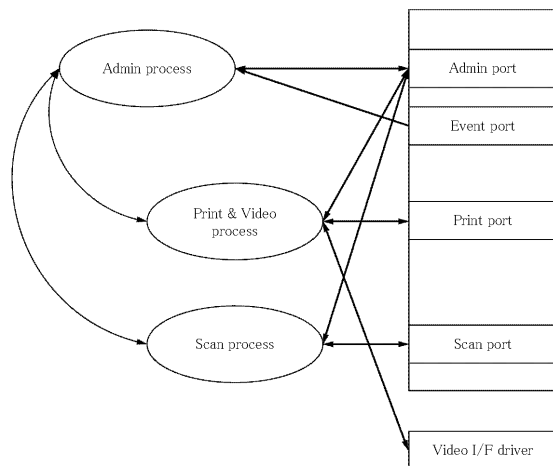 Admin process
Admin port
Event port
Print & Video
process
Print port
Scan process
Scan port
Video I/F driver